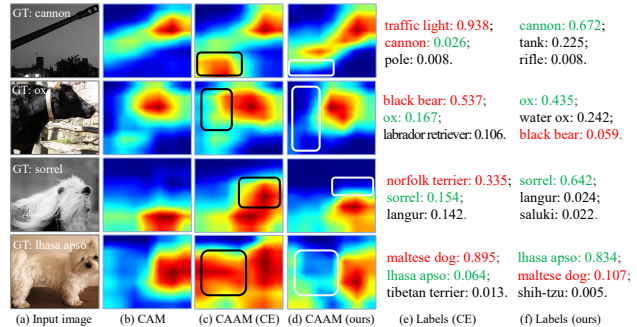 GT: cannon
traffic light: 0.938;
cannon: 0.026;
pole: 0.008.
cannon: 0.672;
tank: 0.225;
rifle: 0.008.
GT: ox
black bear: 0.537;
ox: 0.167;
labrador retriever: 0.106.
ox: 0.435;
water ox: 0.242;
black bear: 0.059.
GT: sorrel
norfolk terrier: 0.335;
sorrel: 0.154;
langur: 0.142.
sorrel: 0.642;
langur: 0.024;
saluki: 0.022.
GT: lhasa apso
maltese dog: 0.895;
lhasa apso: 0.064;
tibetan terrier: 0.013.
lhasa apso: 0.834;
maltese dog: 0.107;
shih-tzu: 0.005.
(a) Input image
(b) CAM
(c) CAAM (CE)
(d) CAAM (ours)
(e) Labels (CE)
(f) Labels (ours)